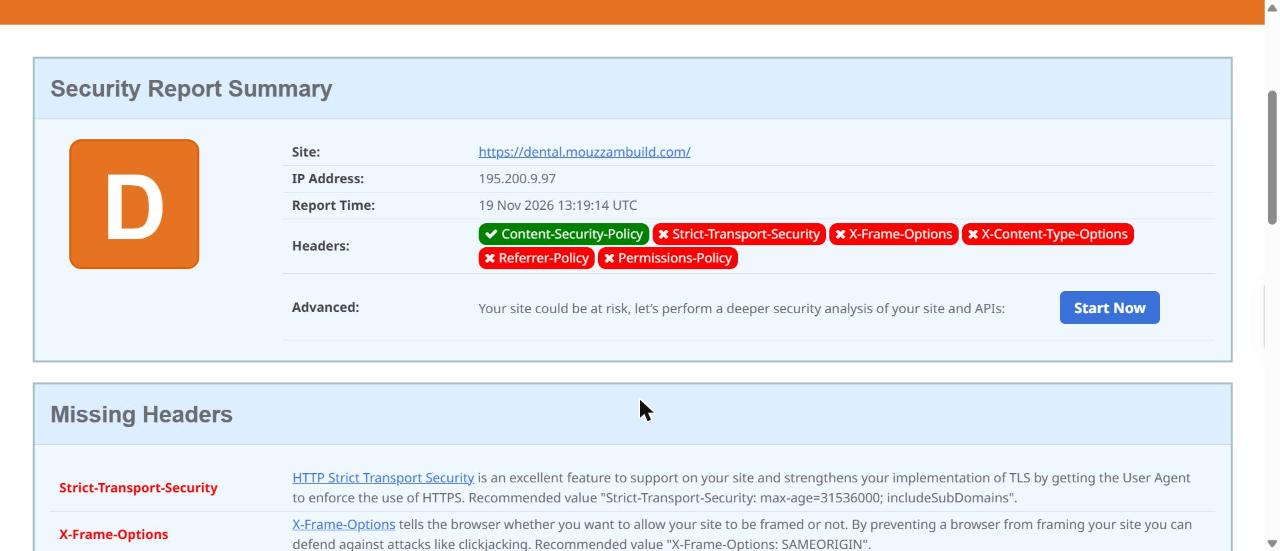 Security Report Summary
D
Site: https://dental.mouzzambuild.com/
IP Address: 195.200.9.97
Report Time: 19 Nov 2026 13:19:14 UTC
Headers: Content-Security-Policy Strict-Transport-Security X-Frame-Options X-Content-Type-Options
Referrer-Policy Permissions-Policy
Advanced: Your site could be at risk, let’s perform a deeper security analysis of your site and APIs: Start Now
Missing Headers
Strict-Transport-Security HTTP Strict Transport Security is an excellent feature to support on your site and strengthens your implementation of TLS by getting the User Agent
to enforce the use of HTTPS. Recommended value "Strict-Transport-Security: max-age=31536000; includeSubDomains".
X-Frame-Options X-Frame-Options tells the browser whether you want to allow your site to be framed or not. By preventing a browser from framing your site you can
defend against attacks like clickjacking. Recommended value "X-Frame-Options: SAMEORIGIN".